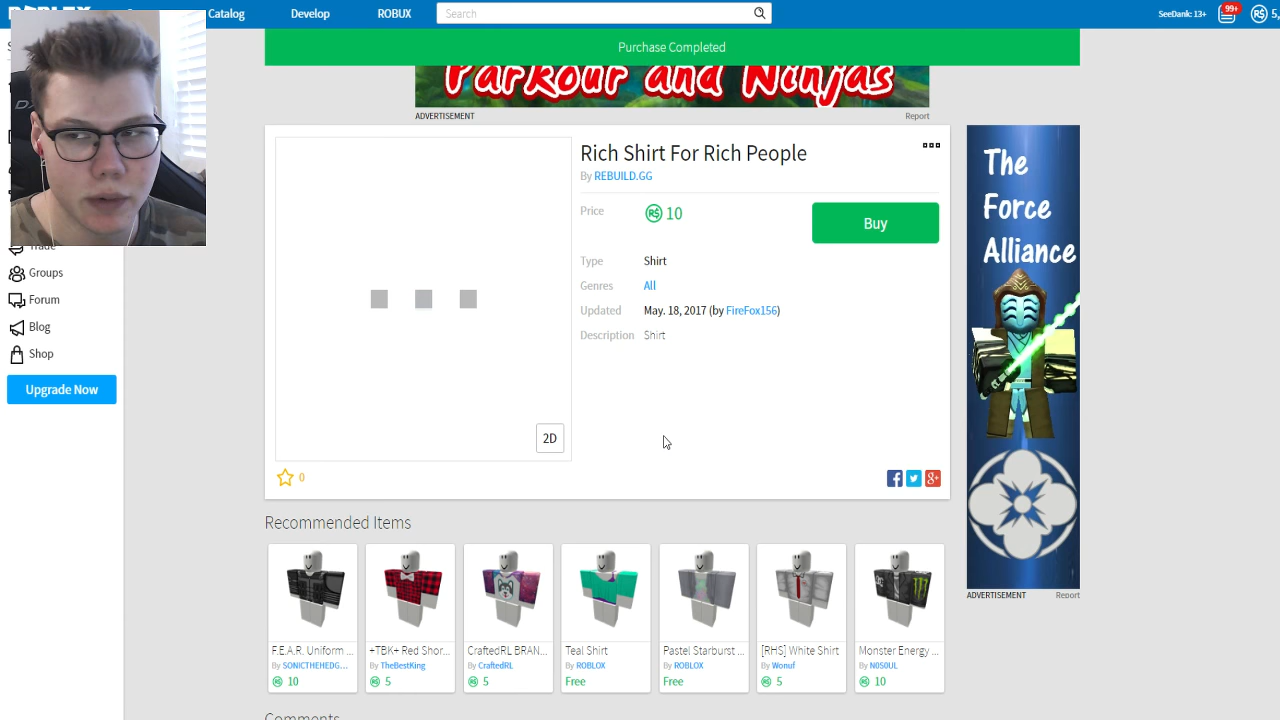 Catalog Develop ROBUX Search SeeDank: 13+ 99+ 5,
Purchase Completed
Parkour and Ninjas
ADVERTISEMENT Report
Rich Shirt For Rich People
By REBUILD.GG
Price R$ 10 Buy
Type Shirt
Genres All
Updated May. 18, 2017 (by FireFox156)
Description Shirt
2D
0
Trade
Groups
Forum
Blog
Shop
Upgrade Now
The
Force
Alliance
ADVERTISEMENT Report
Recommended Items
F.E.A.R. Uniform ... +TBK+ Red Shor... CraftedRL BRAN... Teal Shirt Pastel Starburst ... [RHS] White Shirt Monster Energy ...
By SONICTHEHEDG... By TheBestKing By CraftedRL By ROBLOX By ROBLOX By Wonuf By N0S0UL
10 5 5 Free Free 5 10
Comments